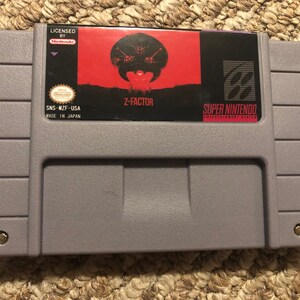 LICENSED
BY
Nintendo
Z-FACTOR
SNS-MZF-USA
MADE IN JAPAN
SUPER NINTENDO